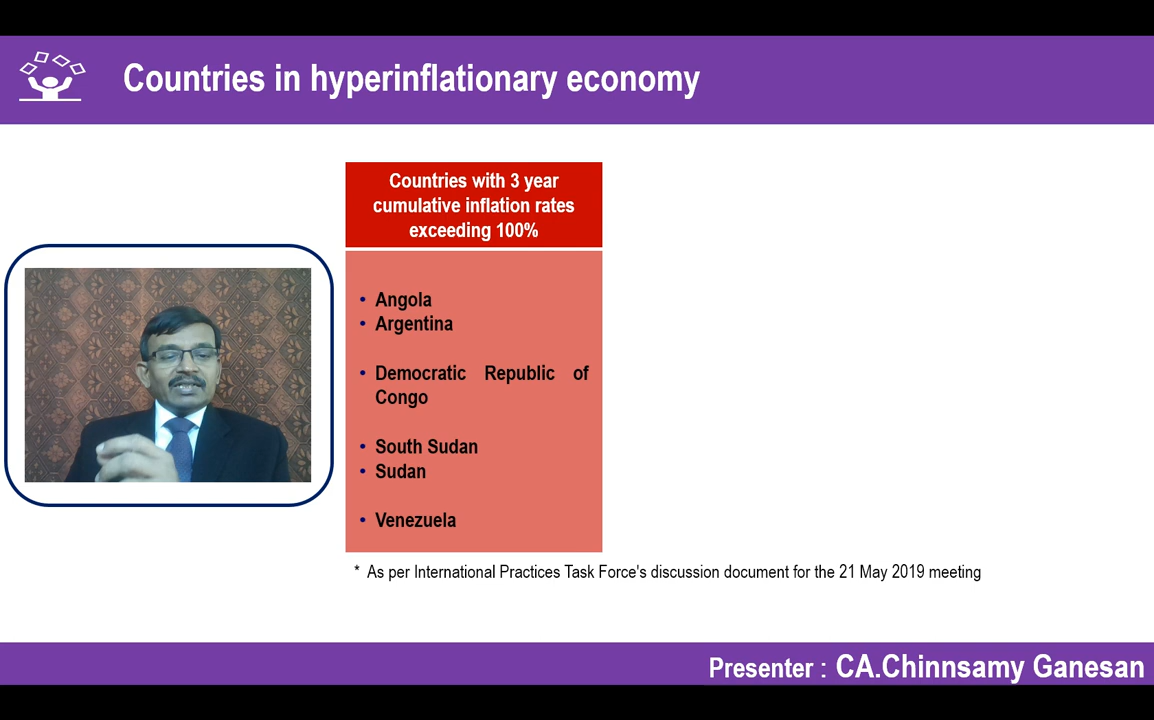 Countries in hyperinflationary economy
Countries with 3 year
cumulative inflation rates
exceeding 100%
• Angola
• Argentina
• Democratic Republic of
Congo
• South Sudan
• Sudan
• Venezuela
* As per International Practices Task Force's discussion document for the 21 May 2019 meeting
Presenter : CA.Chinnsamy Ganesan